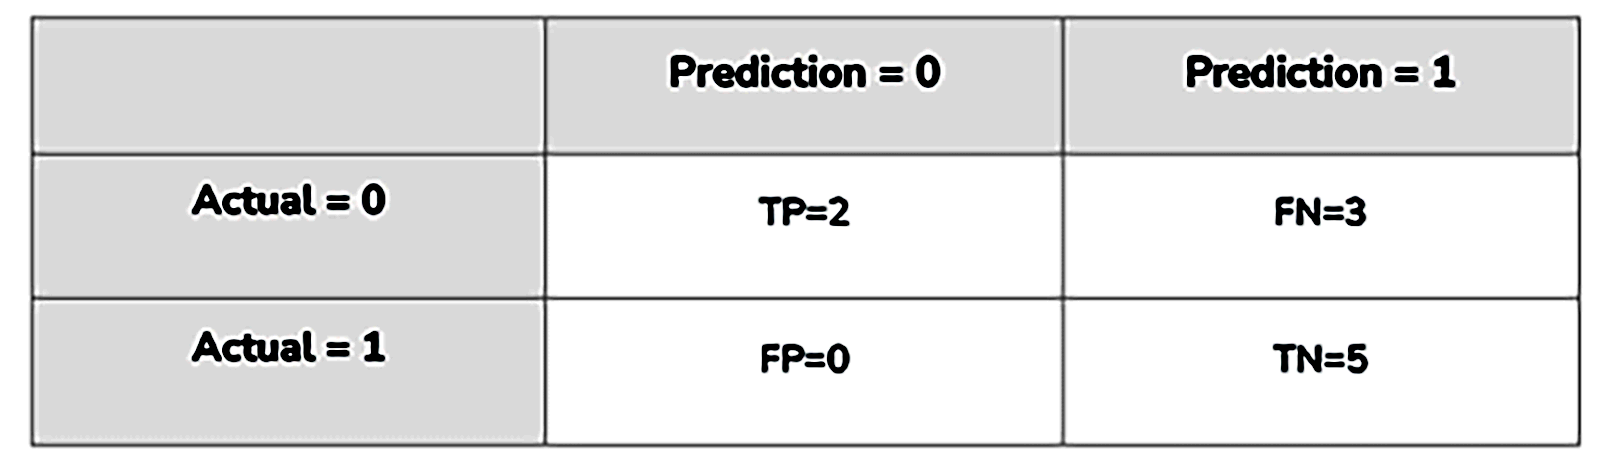 Prediction = 0 Prediction = 1
Actual = 0 TP=2 FN=3
Actual = 1 FP=0 TN=5